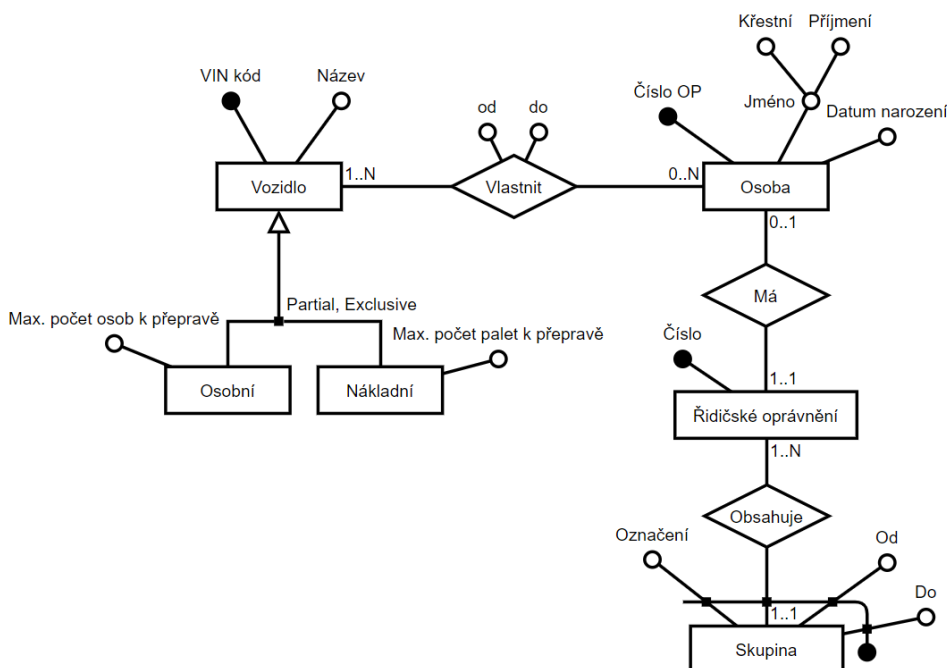 Křestní Příjmení
VIN kód Název
od do
Číslo OP
Jméno
Datum narození
Vozidlo
1..N
Vlastnit
0..N
Osoba
0..1
Partial, Exclusive
Má
Max. počet osob k přepravě
Max. počet palet k přepravě
Číslo
1..1
Osobní
Nákladní
Řidičské oprávnění
1..N
Obsahuje
Označení
Od
Do
1..1
Skupina